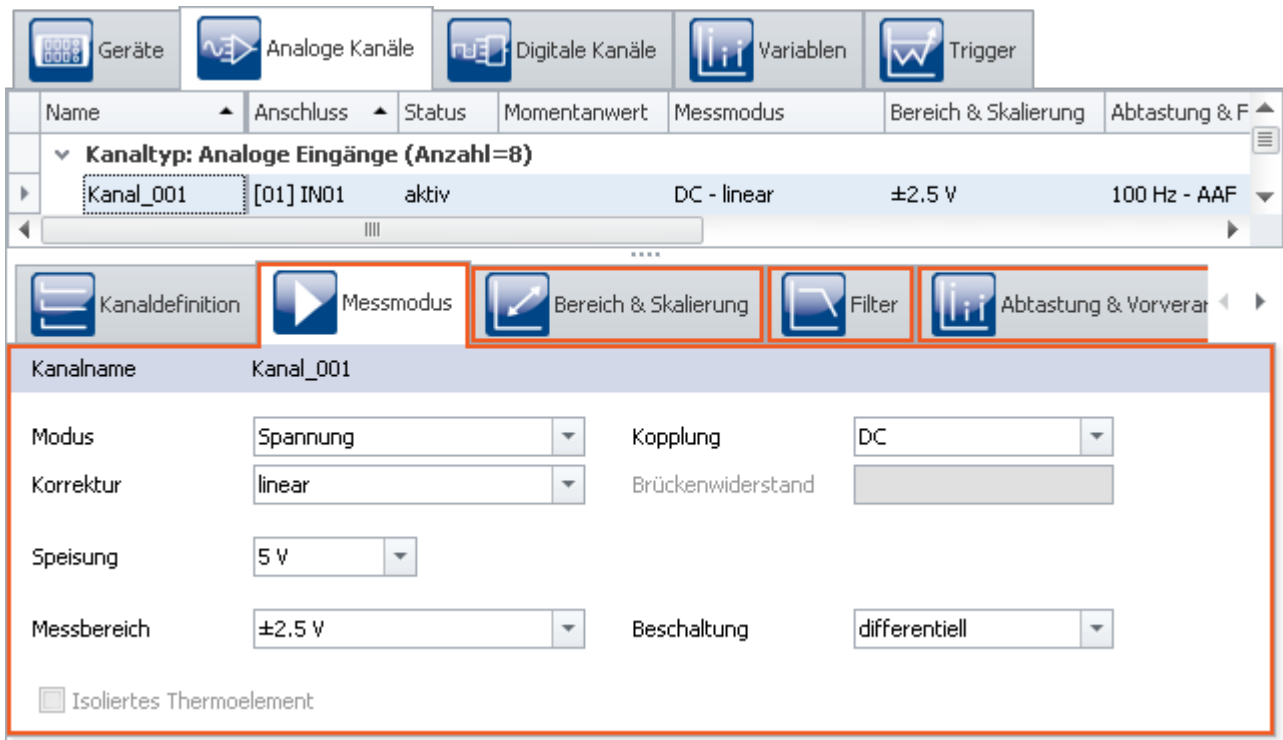 Geräte Analoge Kanäle Digitale Kanäle Variablen Trigger
Name Anschluss Status Momentanwert Messmodus Bereich & Skalierung Abtastung & F
Kanaltyp: Analoge Eingänge (Anzahl=8)
Kanal_001 [01] IN01 aktiv DC - linear ±2.5 V 100 Hz - AAF
Kanaldefinition Messmodus Bereich & Skalierung Filter Abtastung & Vorverar
Kanalname Kanal_001
Modus Spannung Kopplung DC
Korrektur linear Brückenwiderstand
Speisung 5 V
Messbereich ±2.5 V Beschaltung differentiell
Isoliertes Thermoelement